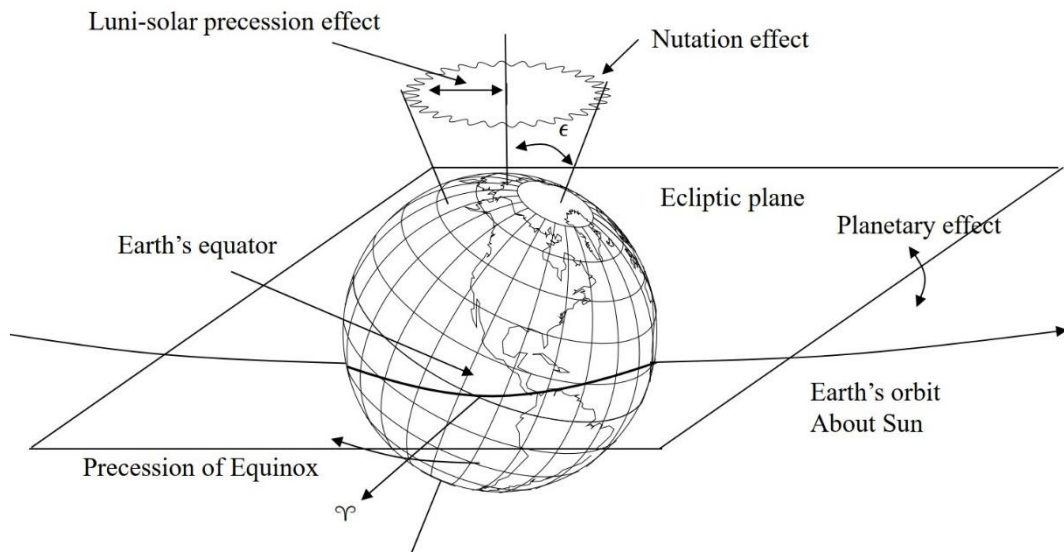 Luni-solar precession effect
Nutation effect
ϵ
Ecliptic plane
Planetary effect
Earth's equator
Earth's orbit
About Sun
Precession of Equinox
♈